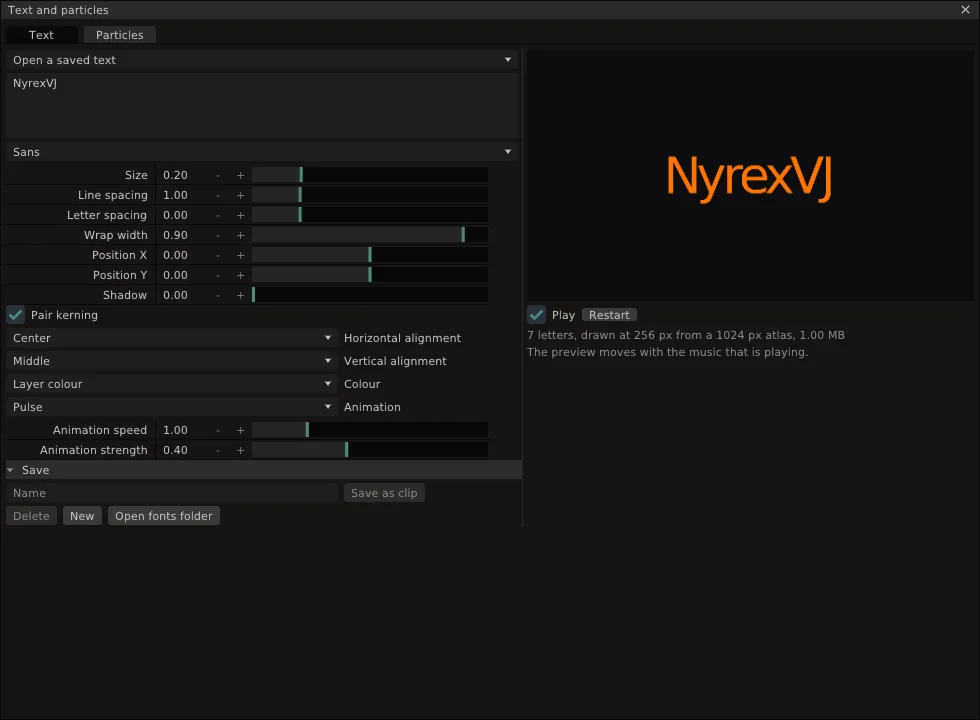 Text and particles
Text Particles
Open a saved text
NyrexVJ
Sans
Size 0.20 - +
Line spacing 1.00 - +
Letter spacing 0.00 - +
Wrap width 0.90 - +
Position X 0.00 - +
Position Y 0.00 - +
Shadow 0.00 - +
Pair kerning
Center Horizontal alignment
Middle Vertical alignment
Layer colour Colour
Pulse Animation
Animation speed 1.00 - +
Animation strength 0.40 - +
Save
Name Save as clip
Delete New Open fonts folder
NyrexVJ
Play Restart
7 letters, drawn at 256 px from a 1024 px atlas, 1.00 MB
The preview moves with the music that is playing.